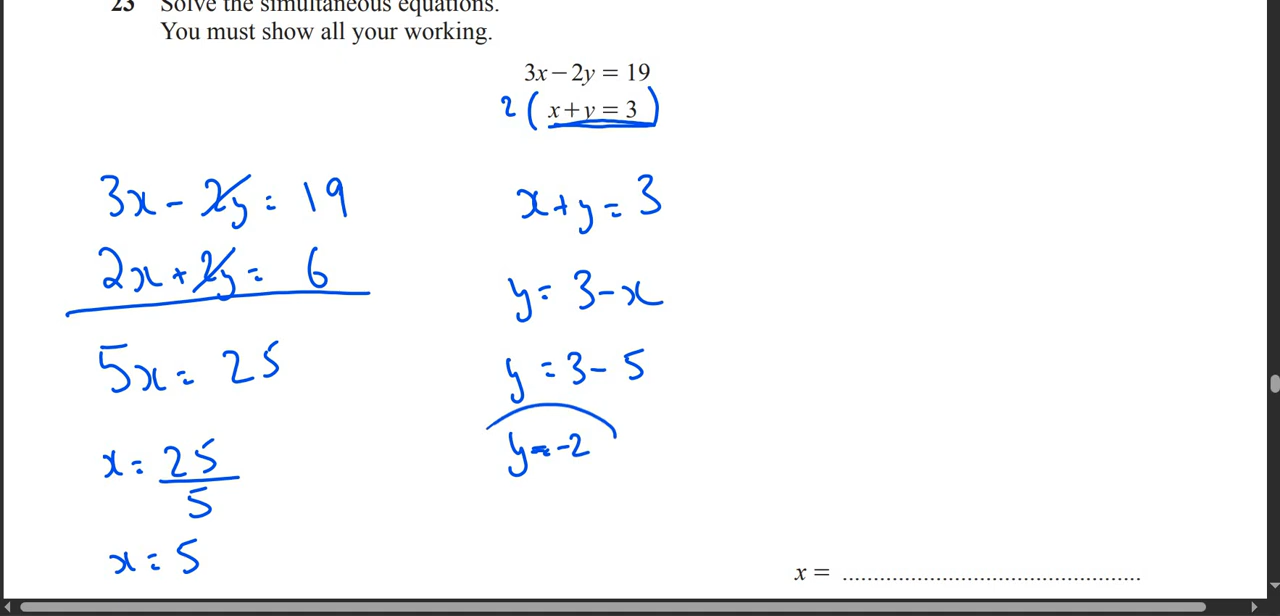 23 Solve the simultaneous equations.
You must show all your working.
3x − 2y = 19
2 ( x + y = 3 )
3x - 2y = 19
2x + 2y = 6
5x = 25
x = 25
5
x = 5
x + y = 3
y = 3 - x
y = 3 - 5
y = -2
x = ................................................